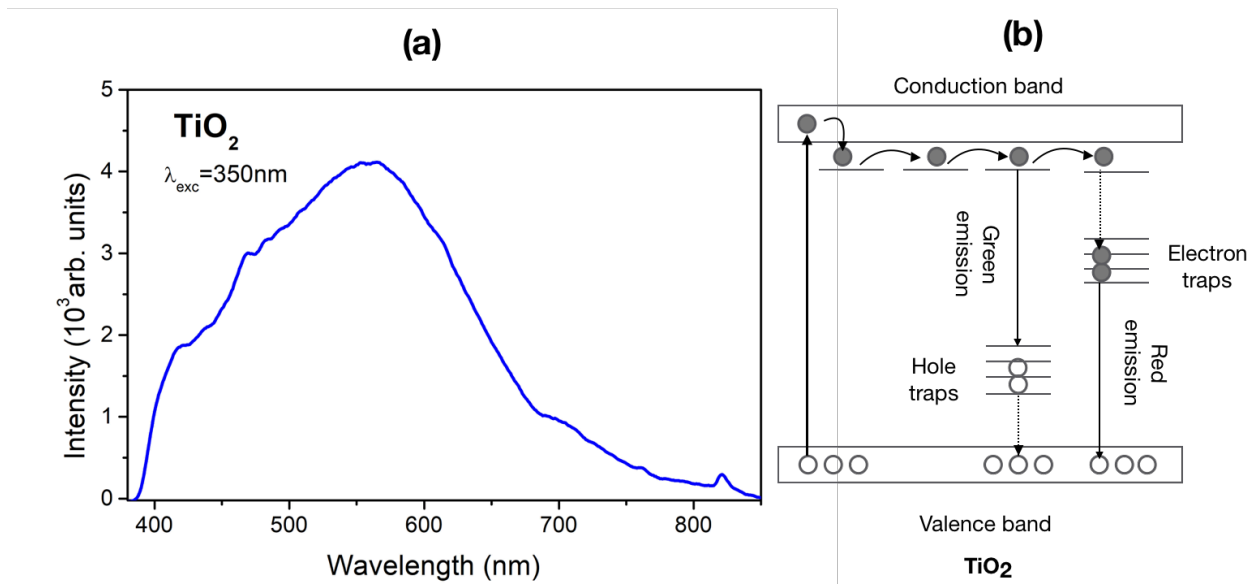 (a)
(b)
TiO2
λexc=350nm
5
4
3
2
1
0
Intensity (10³arb. units)
400
500
600
700
800
Wavelength (nm)
Conduction band
Green
emission
Electron
traps
Hole
traps
Red
emission
Valence band
TiO2